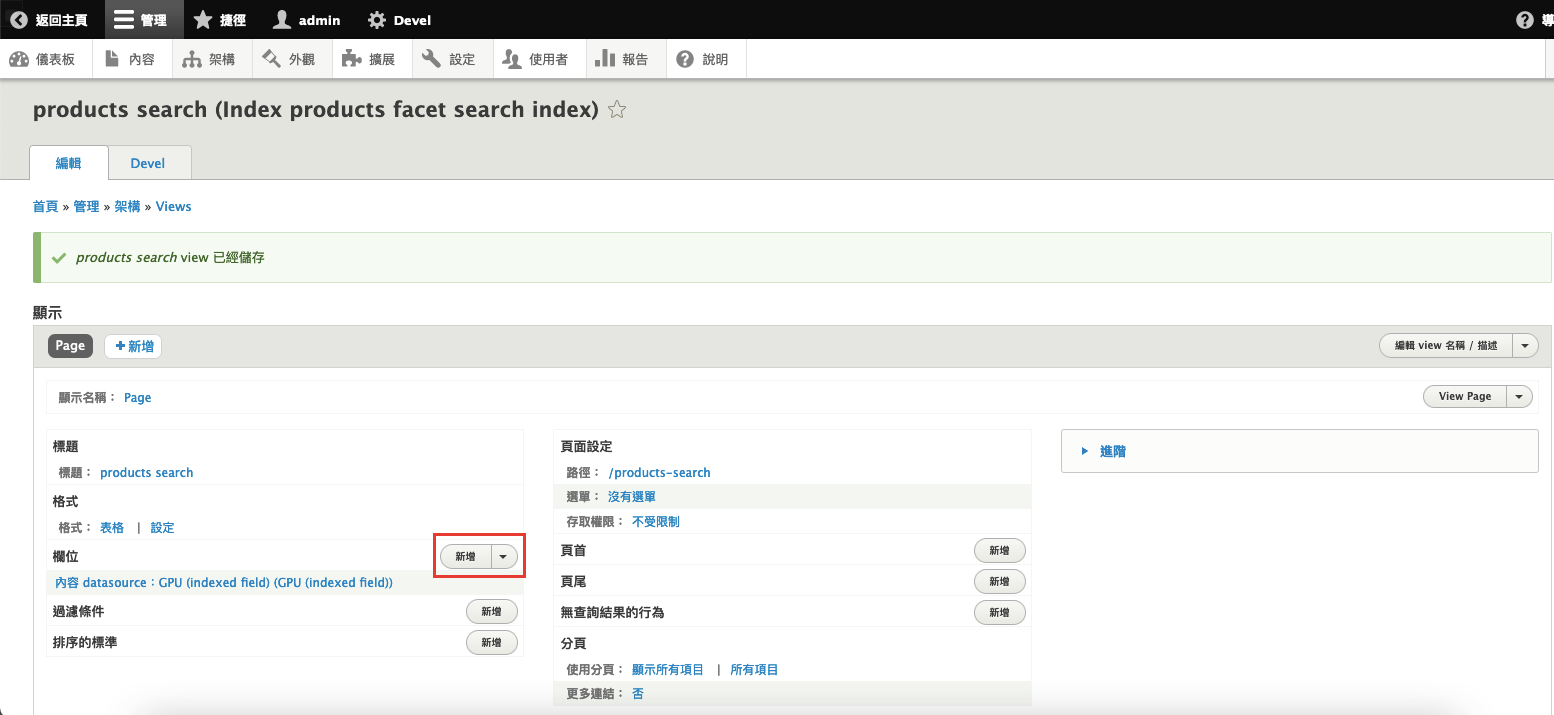 返回主頁 管理 捷徑 admin Devel
儀表板 內容 架構 外觀 擴展 設定 使用者 報告 說明
products search (Index products facet search index)
編輯 Devel
首頁 » 管理 » 架構 » Views
products search view 已經儲存
顯示
Page 新增 編輯 view 名稱 / 描述
顯示名稱： Page View Page
標題
標題： products search
格式
格式： 表格 | 設定
欄位 新增
內容 datasource：GPU (indexed field) (GPU (indexed field))
過濾條件 新增
排序的標準 新增
頁面設定
路徑： /products-search
選單： 沒有選單
存取權限： 不受限制
頁首 新增
頁尾 新增
無查詢結果的行為 新增
分頁
使用分頁： 顯示所有項目 | 所有項目
更多連結： 否
進階